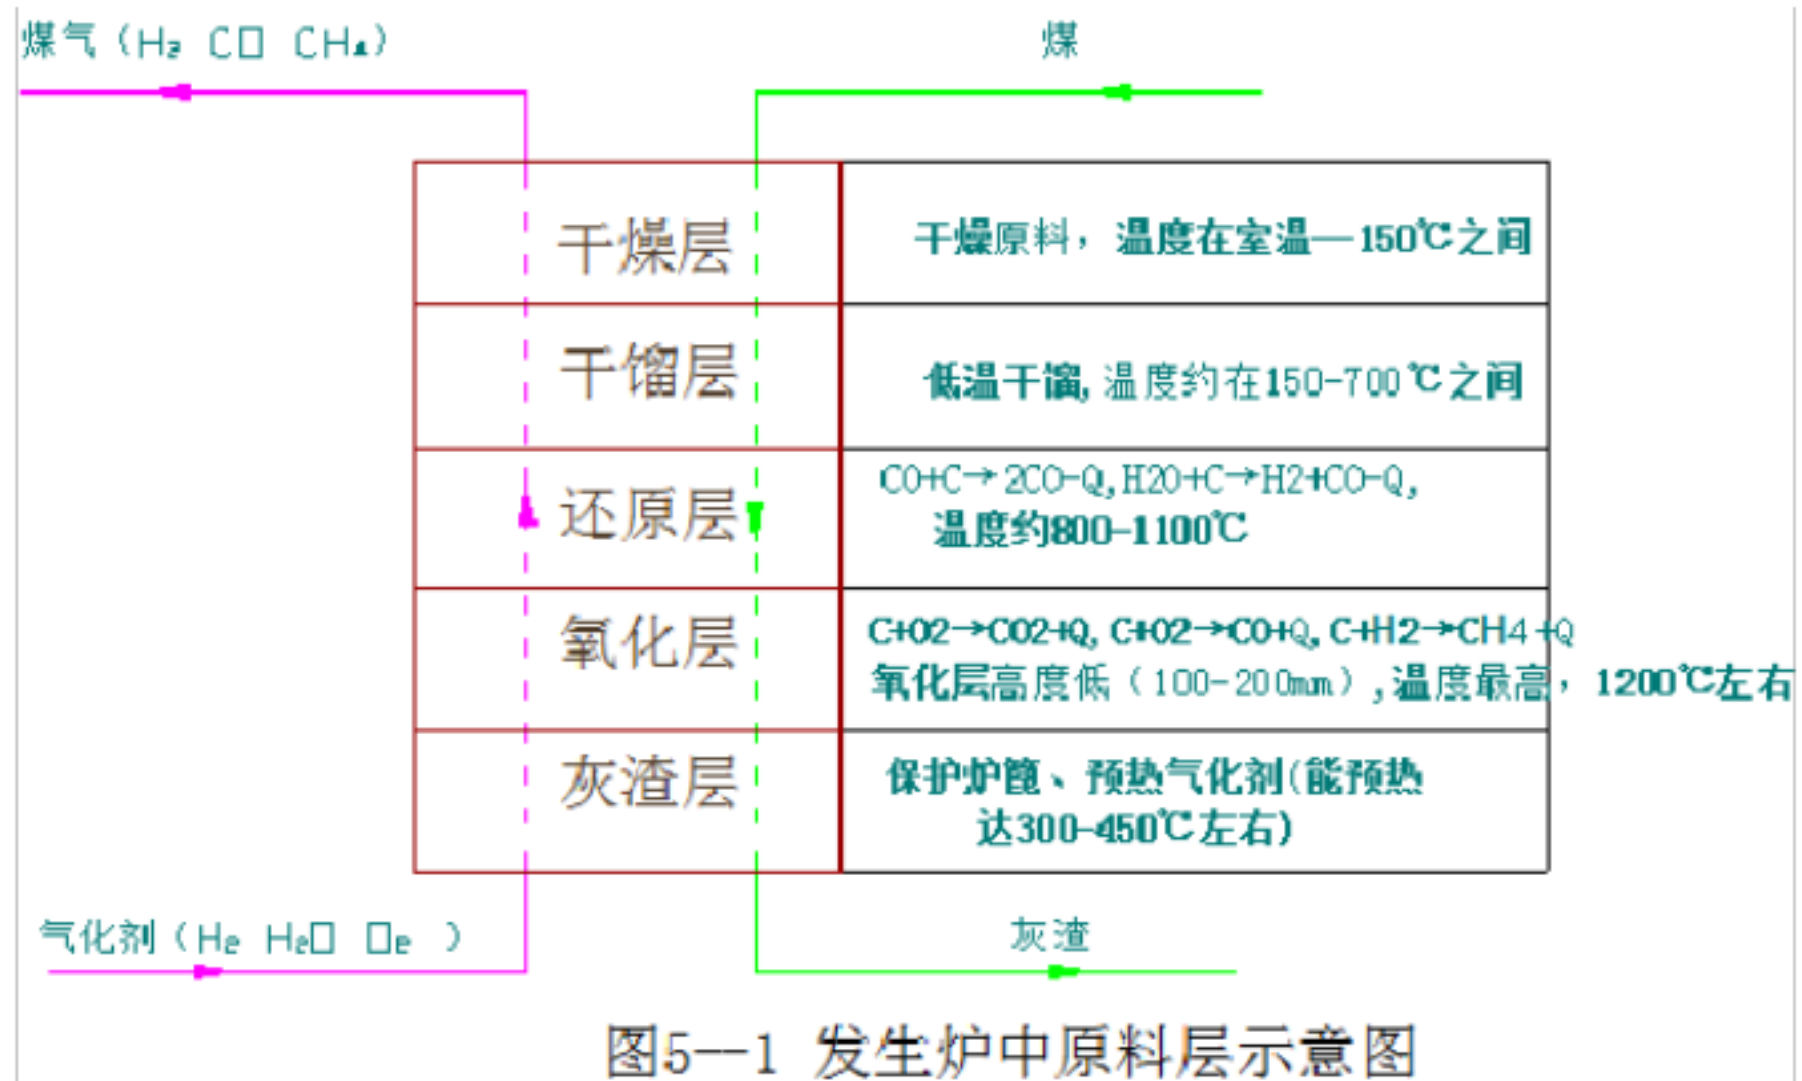 煤气（H₂ CO CH₄）
煤
干燥层
干燥原料，温度在室温—150℃之间
干馏层
低温干馏,温度约在150-700℃之间
还原层
CO+C→2CO-Q,H2O+C→H2+CO-Q,
温度约800-1100℃
氧化层
C+O2→CO2+Q,C+O2→CO+Q,C+H2→CH4+Q
氧化层高度低（100-200mm）,温度最高，1200℃左右
灰渣层
保护炉篦、预热气化剂(能预热
达300-450℃左右)
气化剂（H₂ H₂O O₂ ）
灰渣
图5--1 发生炉中原料层示意图